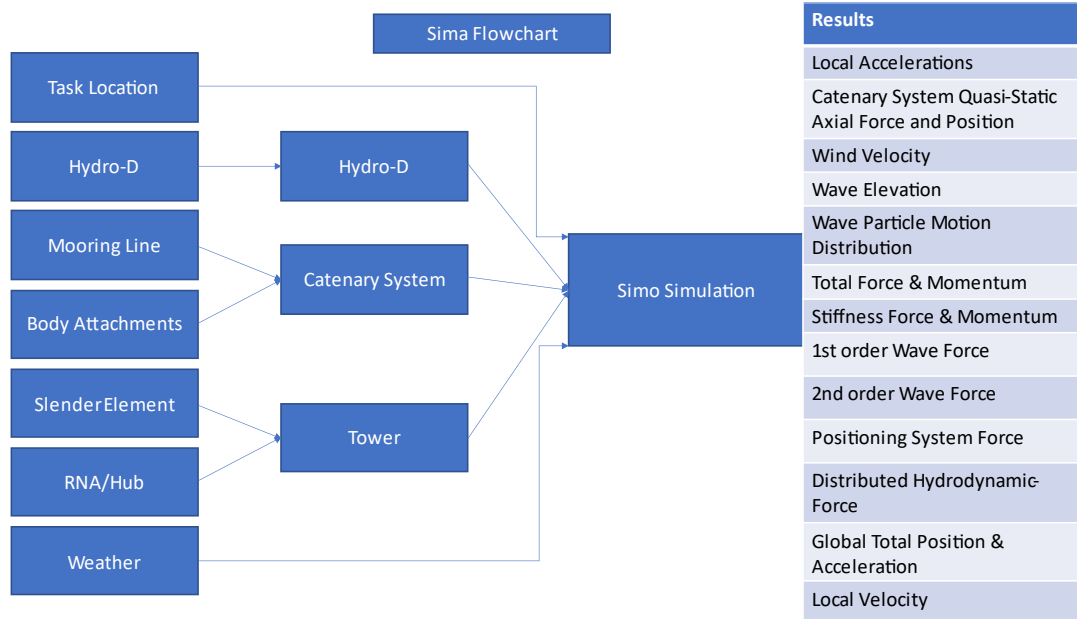 Sima Flowchart
Task Location
Hydro-D
Mooring Line
Body Attachments
Slender Element
RNA/Hub
Weather
Hydro-D
Catenary System
Tower
Simo Simulation
Results
Local Accelerations
Catenary System Quasi-Static
Axial Force and Position
Wind Velocity
Wave Elevation
Wave Particle Motion
Distribution
Total Force & Momentum
Stiffness Force & Momentum
1st order Wave Force
2nd order Wave Force
Positioning System Force
Distributed Hydrodynamic-
Force
Global Total Position &
Acceleration
Local Velocity